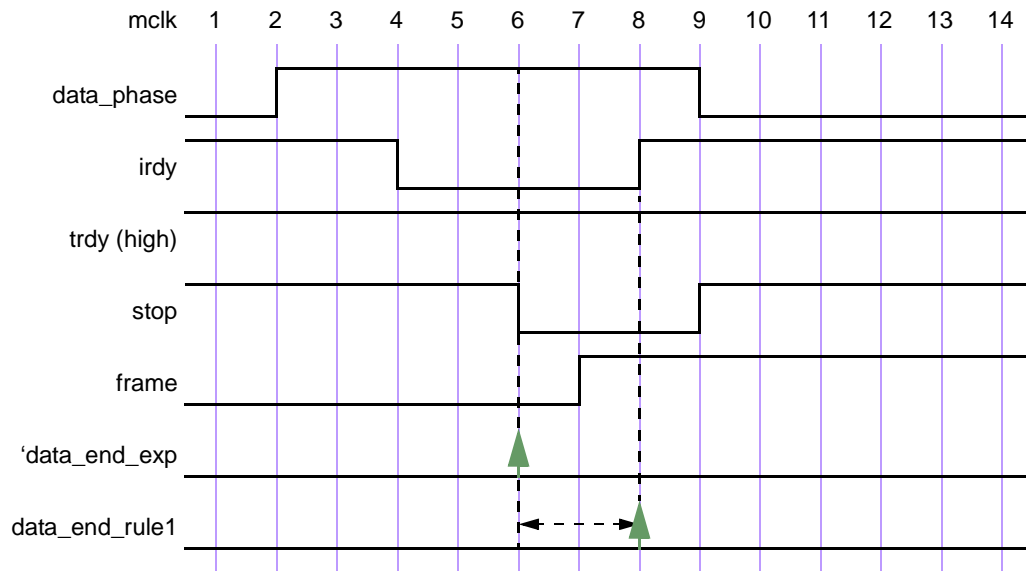 mclk 1 2 3 4 5 6 7 8 9 10 11 12 13 14
data_phase
irdy
trdy (high)
stop
frame
‘data_end_exp
data_end_rule1